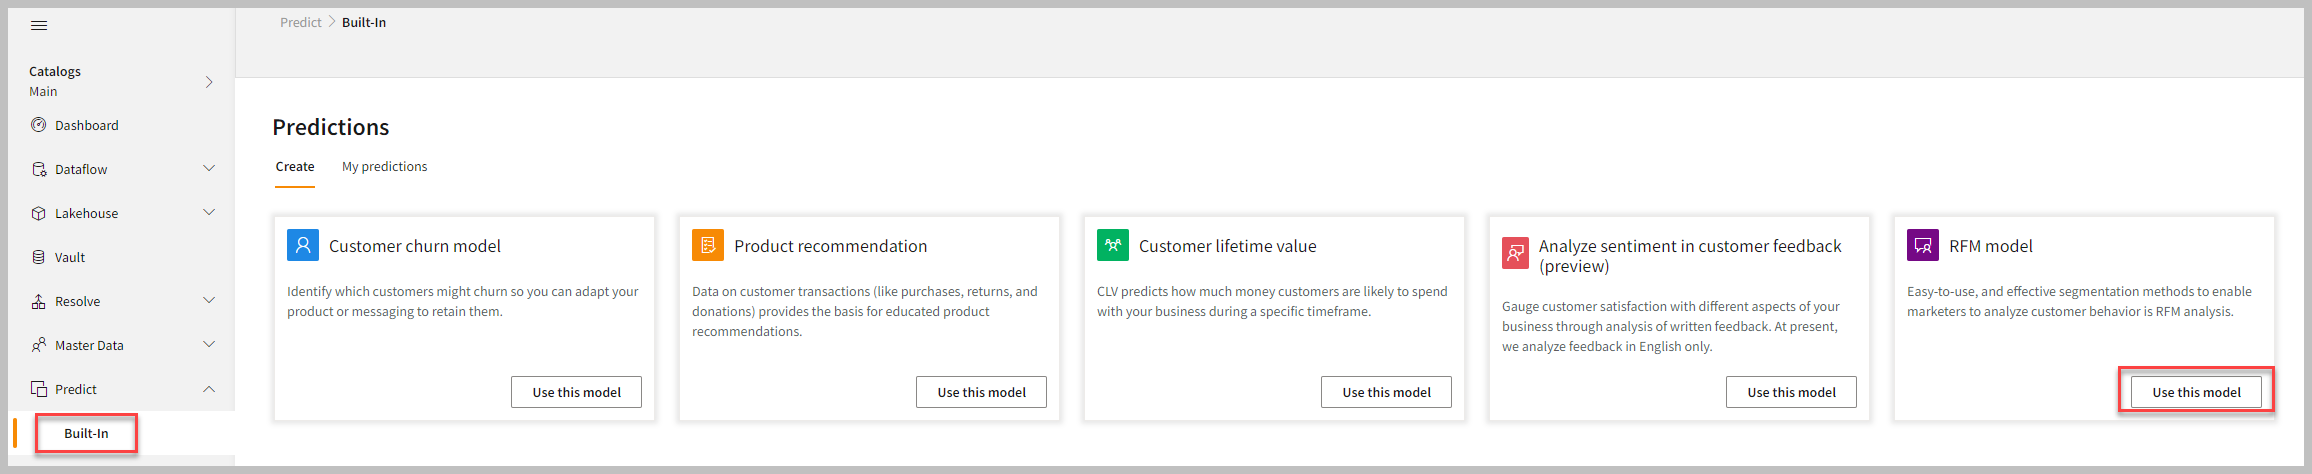 Predict > Built-In
Catalogs
Main
Dashboard
Dataflow
Lakehouse
Vault
Resolve
Master Data
Predict
Built-In
Predictions
Create
My predictions
Customer churn model
Identify which customers might churn so you can adapt your
product or messaging to retain them.
Use this model
Product recommendation
Data on customer transactions (like purchases, returns, and
donations) provides the basis for educated product
recommendations.
Use this model
Customer lifetime value
CLV predicts how much money customers are likely to spend
with your business during a specific timeframe.
Use this model
Analyze sentiment in customer feedback
(preview)
Gauge customer satisfaction with different aspects of your
business through analysis of written feedback. At present,
we analyze feedback in English only.
Use this model
RFM model
Easy-to-use, and effective segmentation methods to enable
marketers to analyze customer behavior is RFM analysis.
Use this model